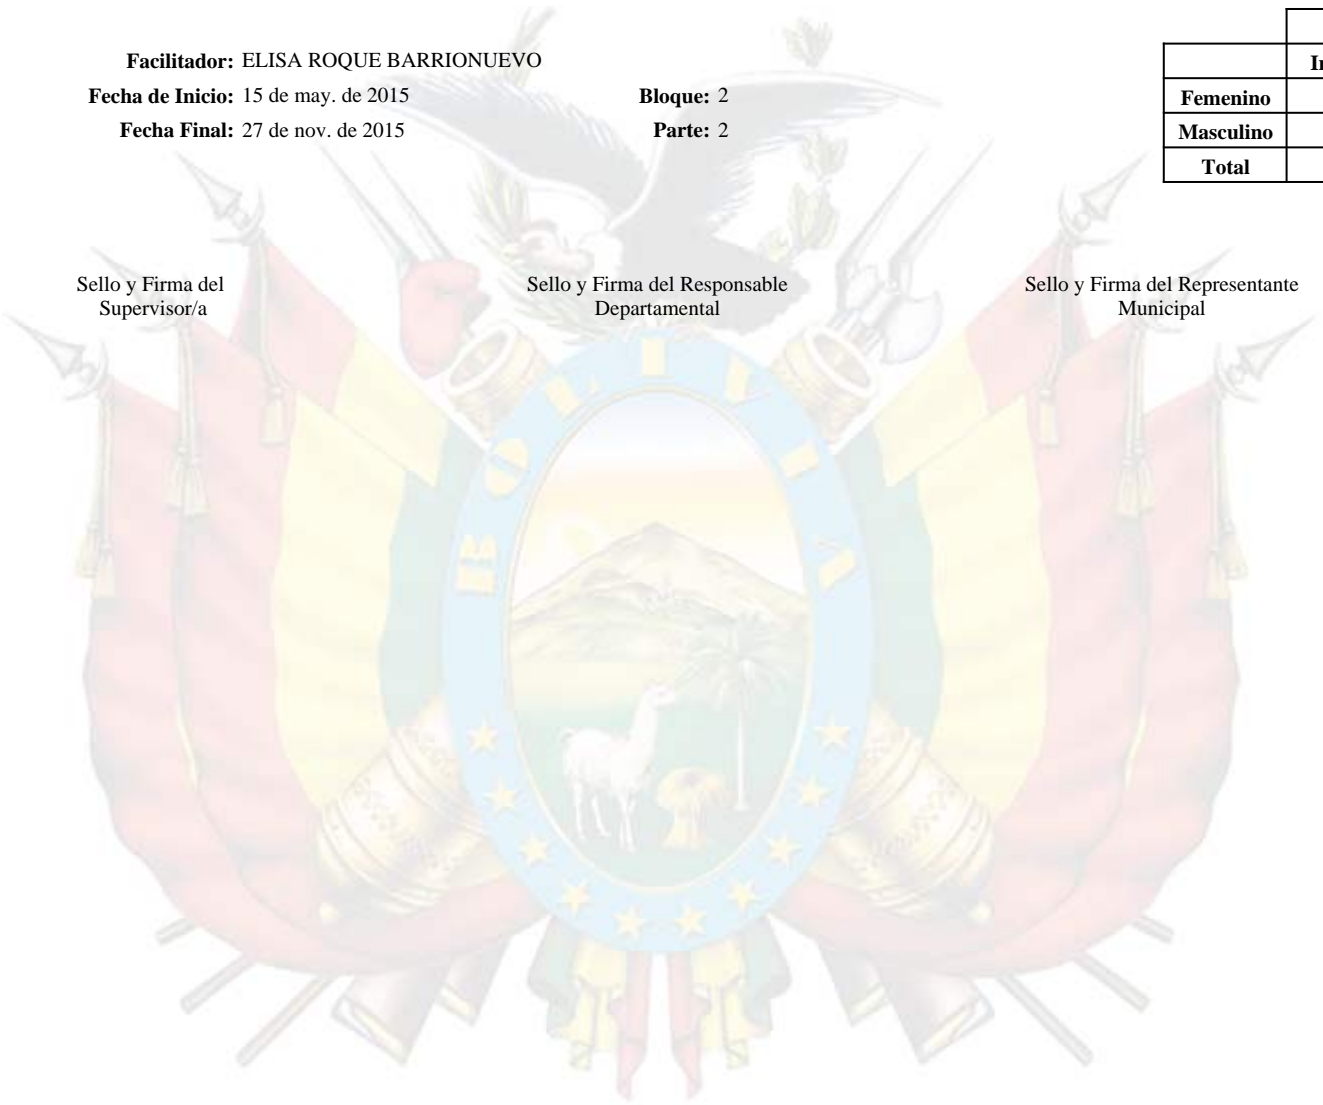 Facilitador: ELISA ROQUE BARRIONUEVO
Fecha de Inicio: 15 de may. de 2015 Bloque: 2
Fecha Final: 27 de nov. de 2015 Parte: 2
Femenino
Masculino
Total
Sello y Firma del
Supervisor/a
Sello y Firma del Responsable
Departamental
Sello y Firma del Representante
Municipal
BOLIVIA